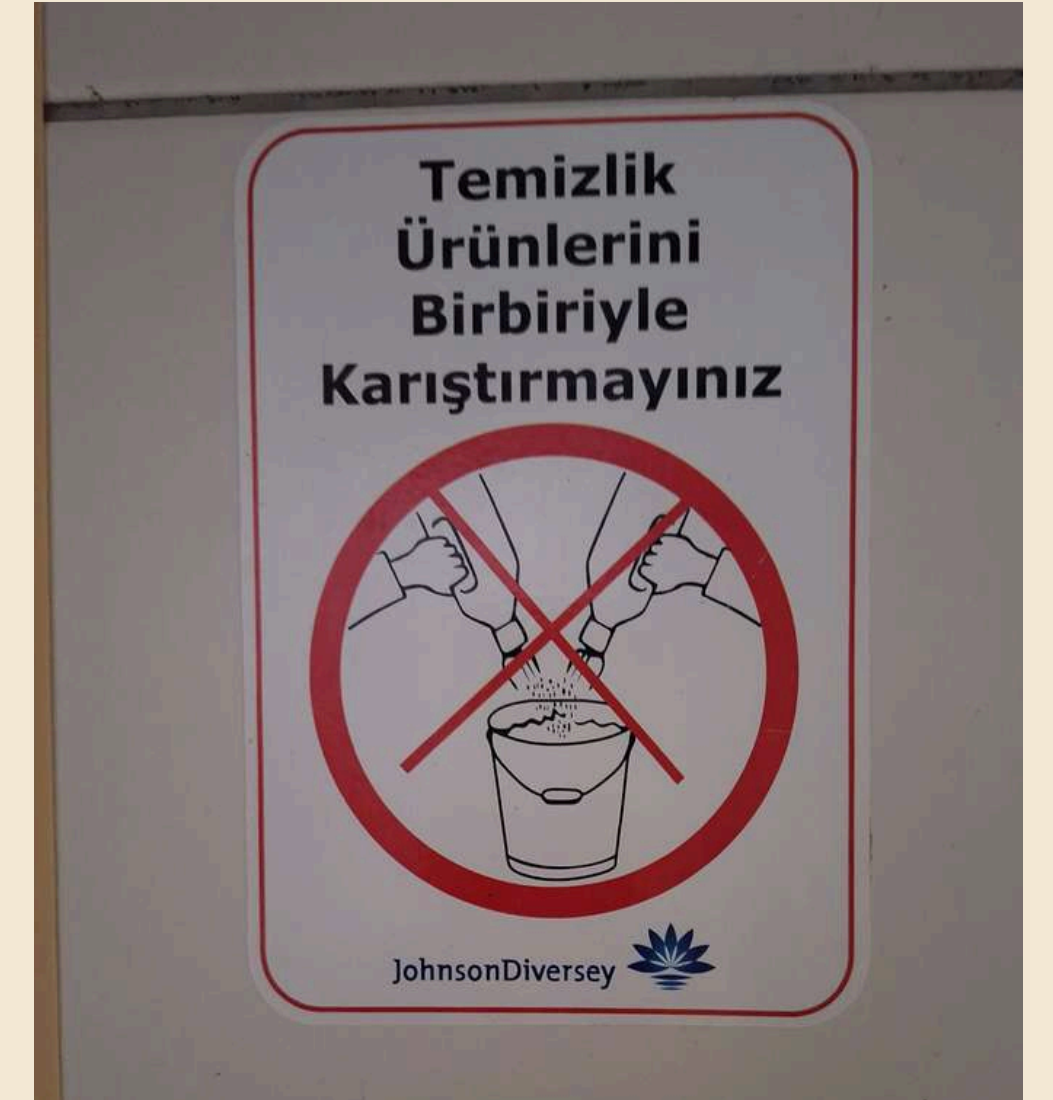 Temizlik
Ürünlerini
Birbiriyle
Karıştırmayınız
JohnsonDiversey